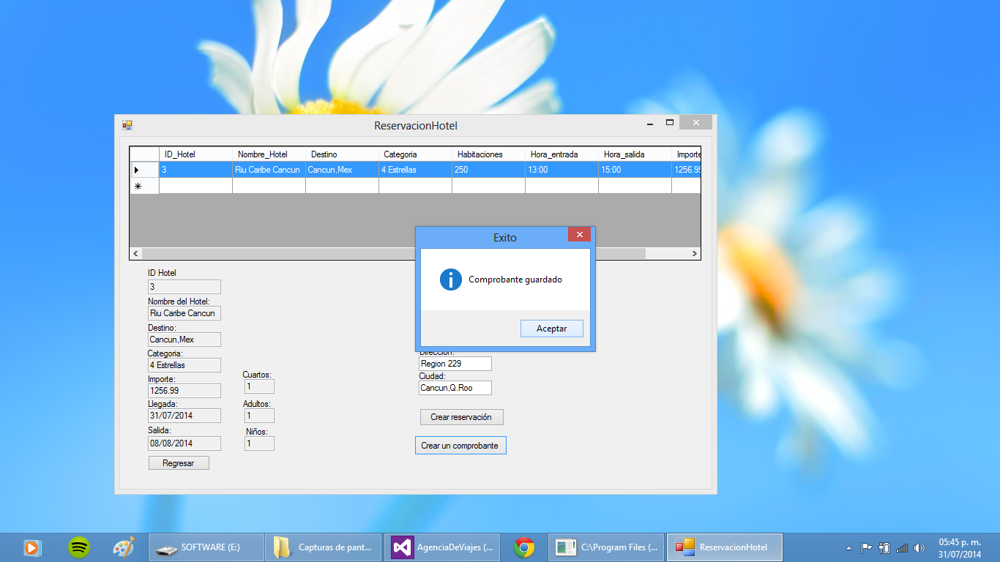 ReservacionHotel
ID_Hotel Nombre_Hotel Destino Categoria Habitaciones Hora_entrada Hora_salida Importe
3 Riu Caribe Cancun Cancun,Mex 4 Estrellas 250 13:00 15:00 1256.99
Exito
Comprobante guardado
Aceptar
ID Hotel
3
Nombre del Hotel:
Riu Caribe Cancun
Destino:
Cancun,Mex
Categoria:
4 Estrellas
Importe:
1256.99
Llegada:
31/07/2014
Salida:
08/08/2014
Regresar
Cuartos:
1
Adultos:
1
Niños:
1
Dirección:
Region 229
Ciudad:
Cancun,Q.Roo
Crear reservación
Crear un comprobante
SOFTWARE (E:)
Capturas de pant...
AgenciaDeViajes (...
C:\Program Files (...
ReservacionHotel
05:45 p. m.
31/07/2014